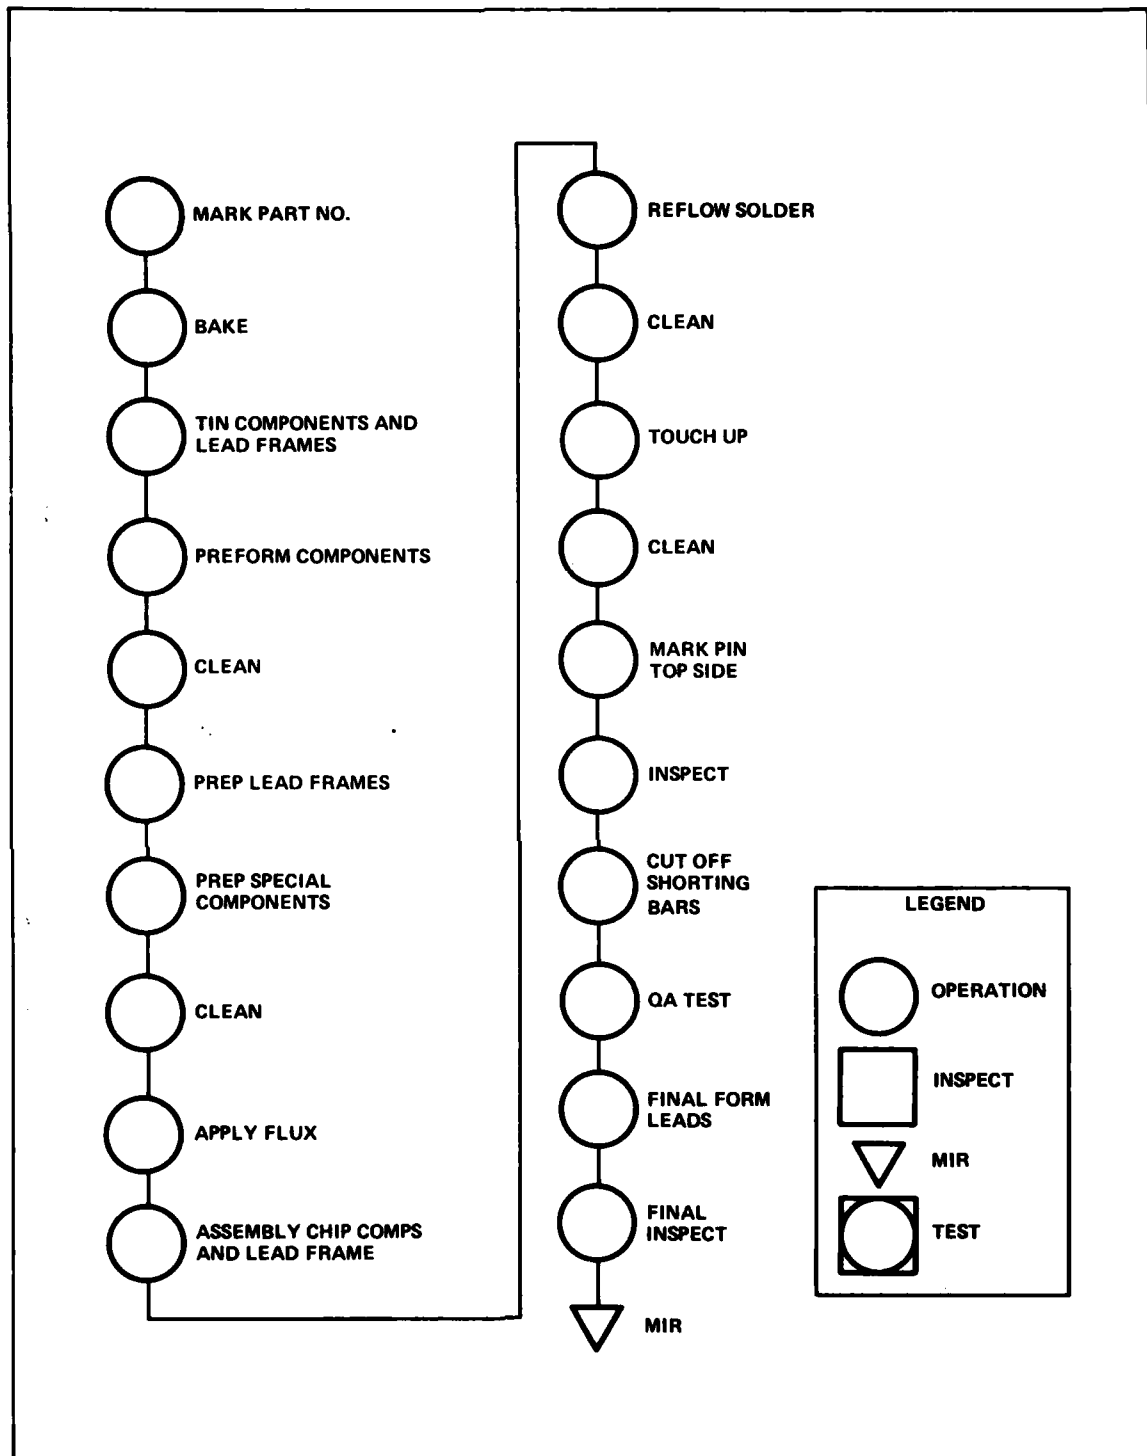 MARK PART NO.
BAKE
TIN COMPONENTS AND
LEAD FRAMES
PREFORM COMPONENTS
CLEAN
PREP LEAD FRAMES
PREP SPECIAL
COMPONENTS
CLEAN
APPLY FLUX
ASSEMBLY CHIP COMPS
AND LEAD FRAME
REFLOW SOLDER
CLEAN
TOUCH UP
CLEAN
MARK PIN
TOP SIDE
INSPECT
CUT OFF
SHORTING
BARS
QA TEST
FINAL FORM
LEADS
FINAL
INSPECT
MIR
LEGEND
OPERATION
INSPECT
MIR
TEST